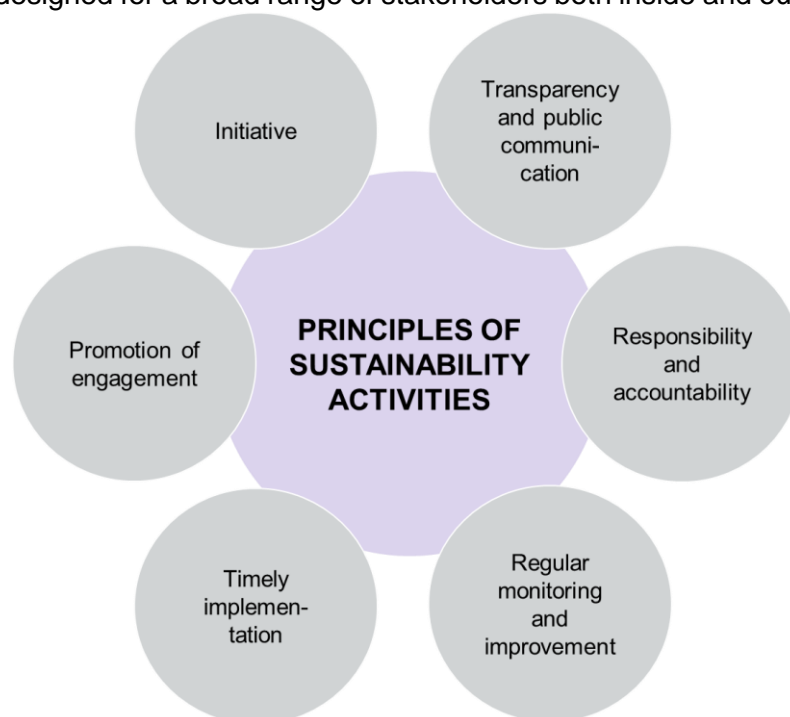 designed for a broad range of stakeholders both inside and
Initiative
Transparency
and public
communi-
cation
Promotion of
engagement
PRINCIPLES OF
SUSTAINABILITY
ACTIVITIES
Responsibility
and
accountability
Timely
implemen-
tation
Regular
monitoring
and
improvement